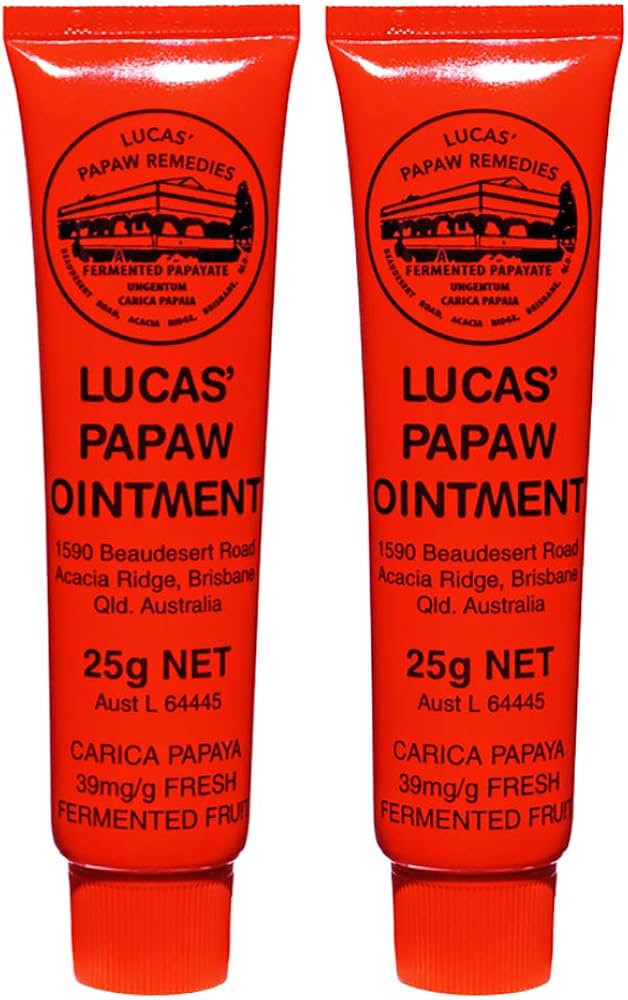 LUCAS'
PAPAW REMEDIES
FERMENTED PAPAYATE
UNGENTUM
CARICA PAPAIA
BEAUDESERT ROAD, ACACIA RIDGE, BRISBANE, QLD.
LUCAS'
PAPAW
OINTMENT
1590 Beaudesert Road
Acacia Ridge, Brisbane
Qld. Australia
25g NET
Aust L 64445
CARICA PAPAYA
39mg/g FRESH
FERMENTED FRUIT
LUCAS'
PAPAW REMEDIES
FERMENTED PAPAYATE
UNGENTUM
CARICA PAPAIA
BEAUDESERT ROAD, ACACIA RIDGE, BRISBANE, QLD.
LUCAS'
PAPAW
OINTMENT
1590 Beaudesert Road
Acacia Ridge, Brisbane
Qld. Australia
25g NET
Aust L 64445
CARICA PAPAYA
39mg/g FRESH
FERMENTED FRUIT